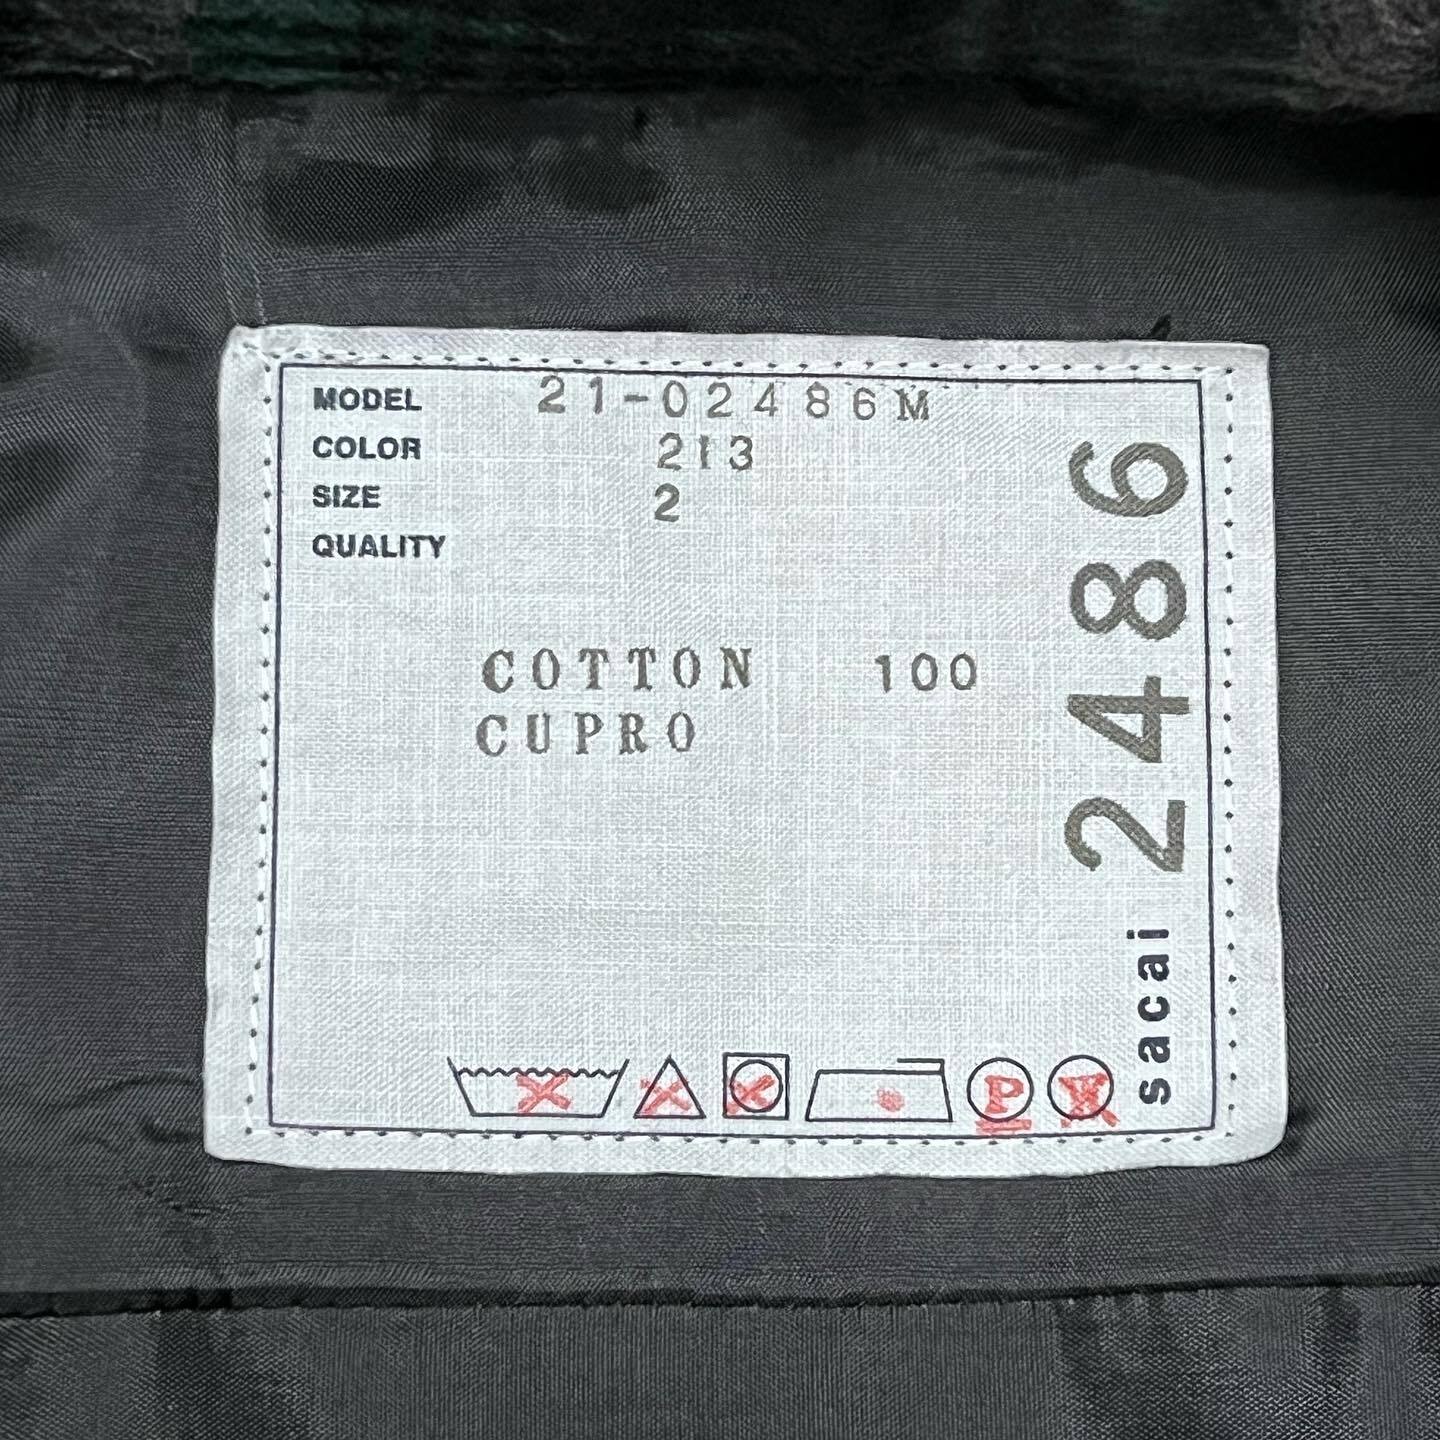 MODEL 21-02486M
COLOR 213
SIZE 2
QUALITY
COTTON 100
CUPRO
sacai 2486
P